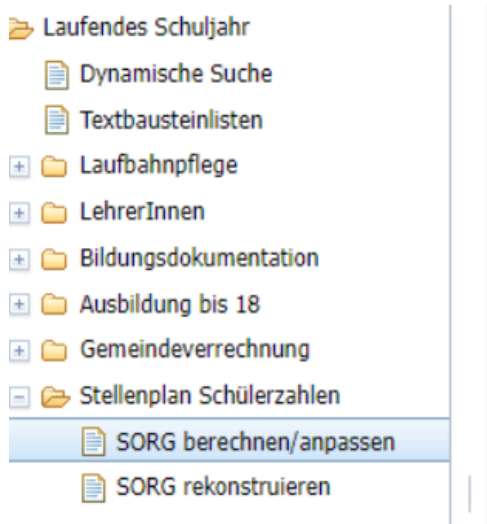 Laufendes Schuljahr
Dynamische Suche
Textbausteinlisten
Laufbahnpflege
LehrerInnen
Bildungsdokumentation
Ausbildung bis 18
Gemeindeverrechnung
Stellenplan Schülerzahlen
SORG berechnen/anpassen
SORG rekonstruieren